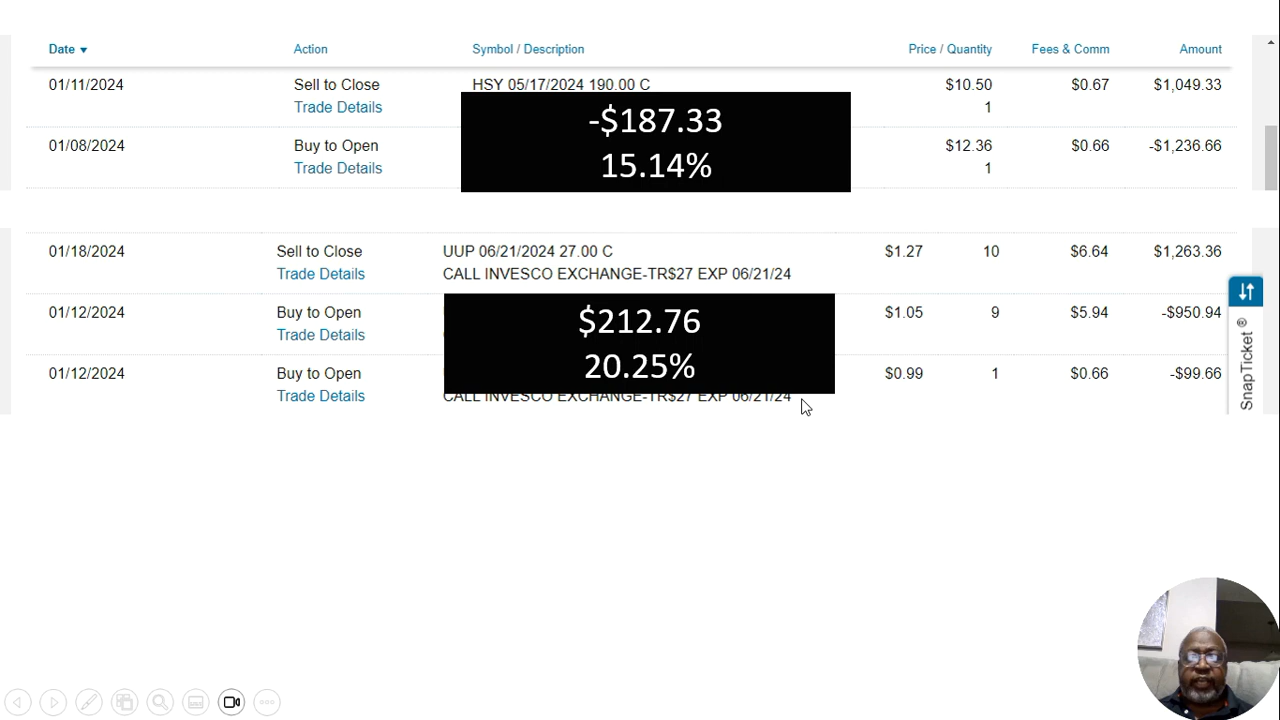 Date ▼ Action Symbol / Description Price / Quantity Fees & Comm Amount
01/11/2024 Sell to Close HSY 05/17/2024 190.00 C $10.50 $0.67 $1,049.33
Trade Details 1
-$187.33
01/08/2024 Buy to Open $12.36 $0.66 -$1,236.66
Trade Details 1
15.14%
01/18/2024 Sell to Close UUP 06/21/2024 27.00 C $1.27 10 $6.64 $1,263.36
Trade Details CALL INVESCO EXCHANGE-TR$27 EXP 06/21/24
01/12/2024 Buy to Open $1.05 9 $5.94 -$950.94
$212.76
Trade Details
01/12/2024 Buy to Open $0.99 1 $0.66 -$99.66
20.25%
Trade Details CALL INVESCO EXCHANGE-TR$27 EXP 06/21/24
SnapTicket ®